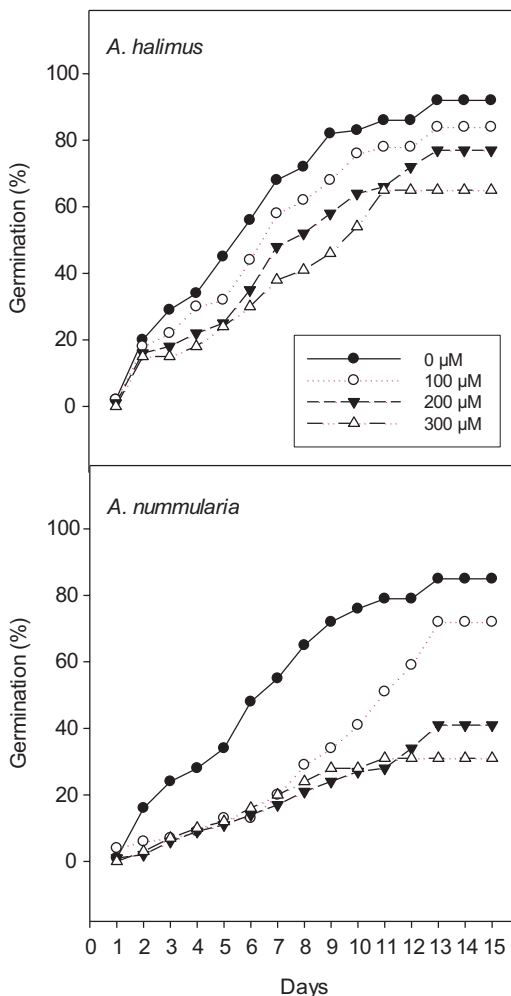 A. halimus
100
80
60
40
20
0
Germination (%)
0 µM
100 µM
200 µM
300 µM
A. nummularia
100
80
60
40
20
0
Germination (%)
0 1 2 3 4 5 6 7 8 9 10 11 12 13 14 15
Days